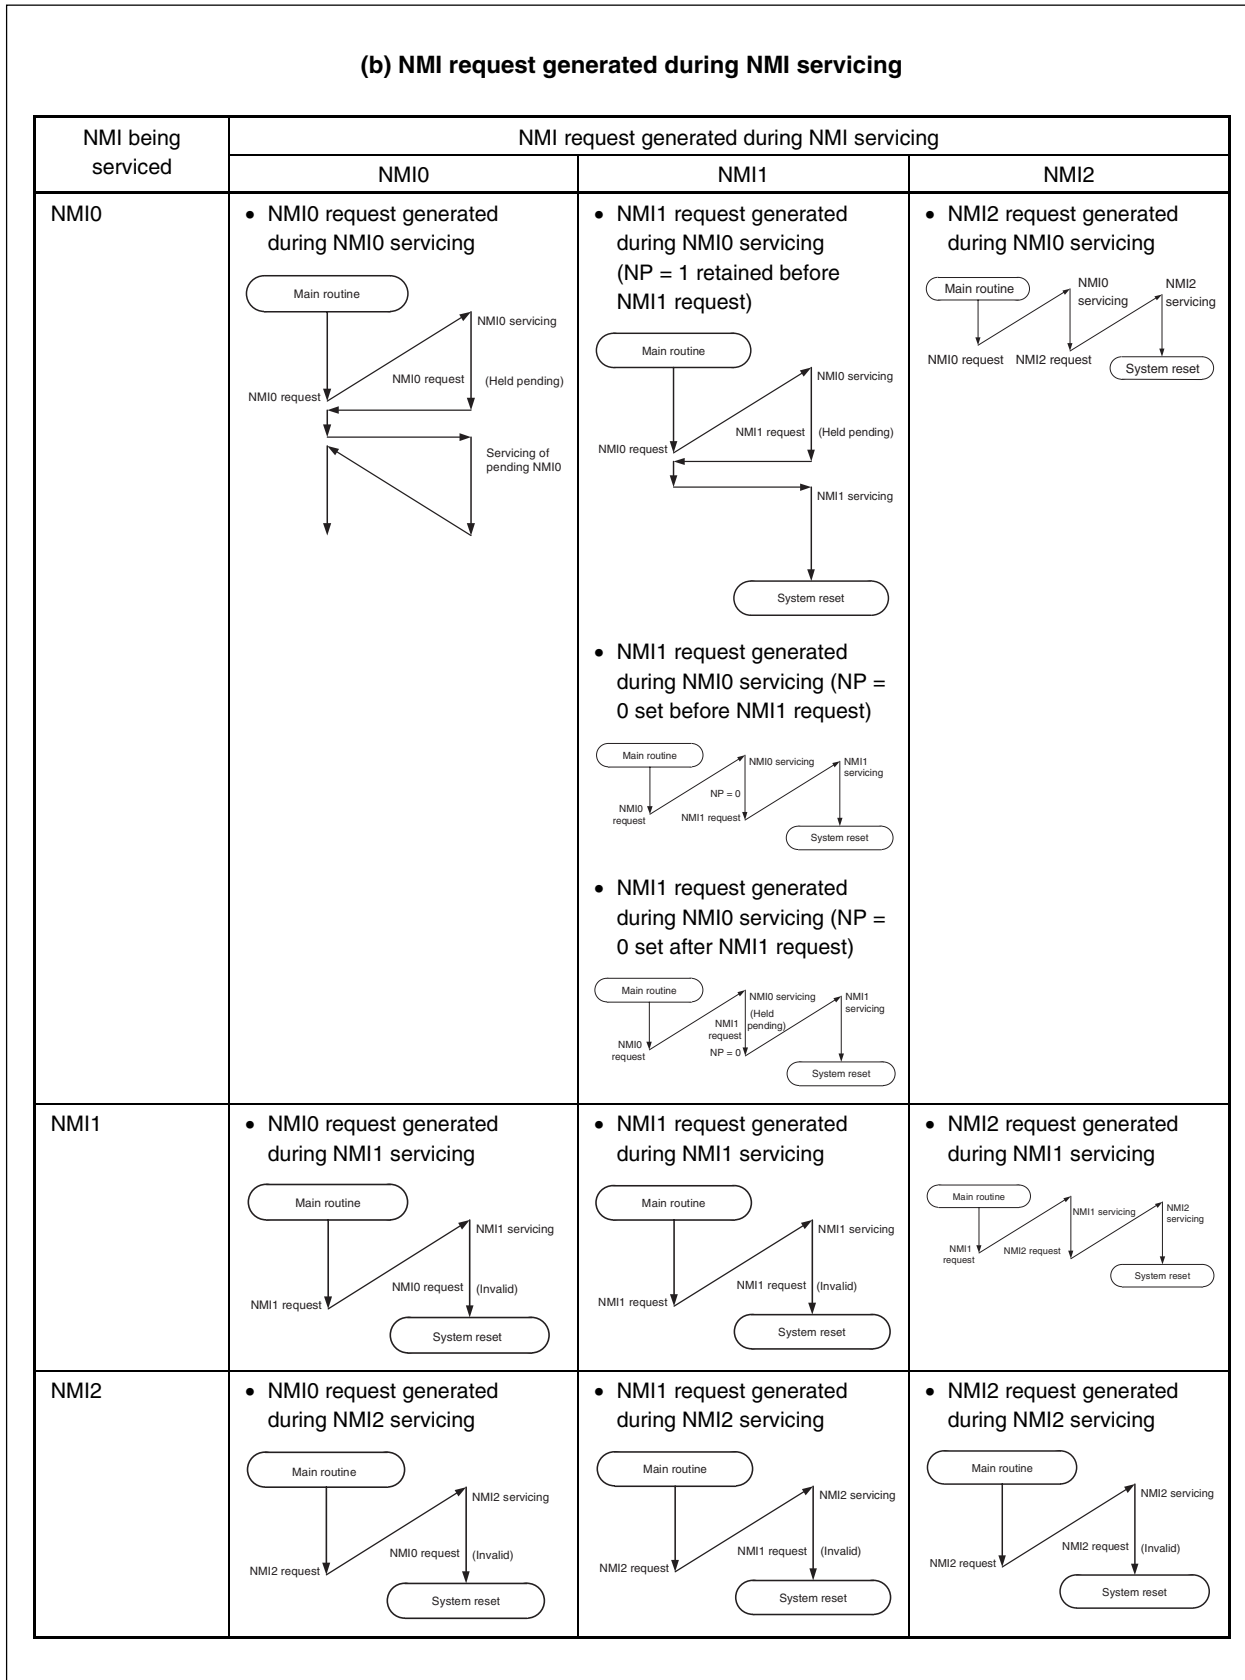 (b) NMI request generated during NMI servicing
NMI being
serviced
NMI request generated during NMI servicing
NMI0
NMI1
NMI2
NMI0
• NMI0 request generated
during NMI0 servicing
Main routine
NMI0 servicing
NMI0 request
(Held pending)
NMI0 request
Servicing of
pending NMI0
• NMI1 request generated
during NMI0 servicing
(NP = 1 retained before
NMI1 request)
Main routine
NMI0 servicing
NMI1 request
(Held pending)
NMI0 request
NMI1 servicing
System reset
• NMI1 request generated
during NMI0 servicing (NP =
0 set before NMI1 request)
Main routine
NMI0 servicing
NMI1
servicing
NP = 0
NMI0
request
NMI1 request
System reset
• NMI1 request generated
during NMI0 servicing (NP =
0 set after NMI1 request)
Main routine
NMI0 servicing
NMI1
servicing
(Held
pending)
NMI1
request
NMI0
request
NP = 0
System reset
• NMI2 request generated
during NMI0 servicing
Main routine
NMI0
servicing
NMI2
servicing
NMI0 request
NMI2 request
System reset
NMI1
• NMI0 request generated
during NMI1 servicing
Main routine
NMI1 servicing
NMI0 request
(Invalid)
NMI1 request
System reset
• NMI1 request generated
during NMI1 servicing
Main routine
NMI1 servicing
NMI1 request
(Invalid)
NMI1 request
System reset
• NMI2 request generated
during NMI1 servicing
Main routine
NMI1 servicing
NMI2
servicing
NMI1
request
NMI2 request
System reset
NMI2
• NMI0 request generated
during NMI2 servicing
Main routine
NMI2 servicing
NMI0 request
(Invalid)
NMI2 request
System reset
• NMI1 request generated
during NMI2 servicing
Main routine
NMI2 servicing
NMI1 request
(Invalid)
NMI2 request
System reset
• NMI2 request generated
during NMI2 servicing
Main routine
NMI2 servicing
NMI2 request
(Invalid)
NMI2 request
System reset